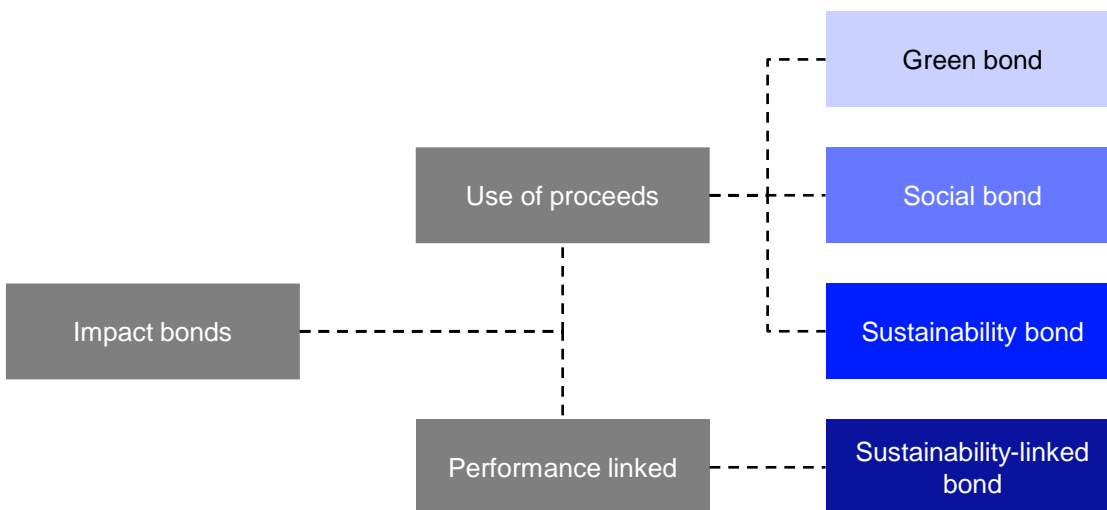 Green bond
Use of proceeds
Social bond
Impact bonds
Sustainability bond
Performance linked
Sustainability-linked
bond